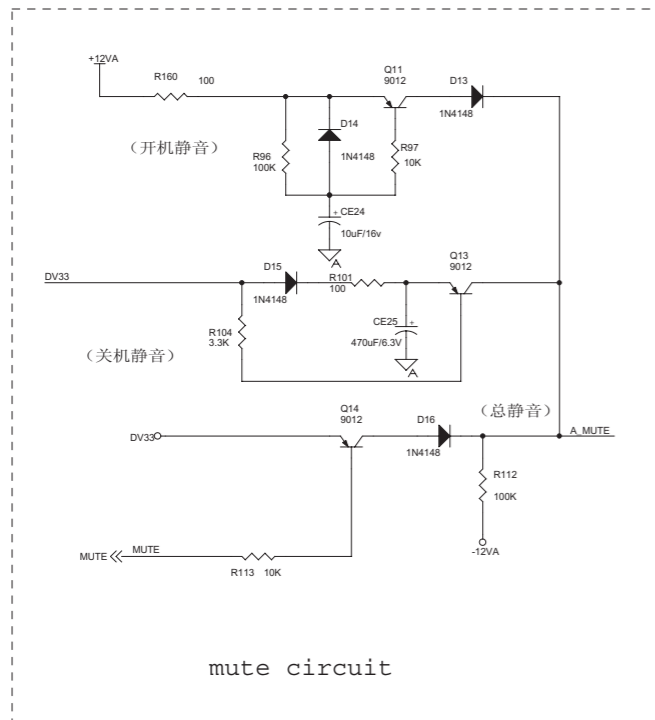 +12VA
R160 100
Q11
9012
D13
1N4148
（开机静音）
R96
100K
D14
1N4148
R97
10K
+
CE24
10uF/16v
A
DV33
D15
1N4148
R101
100
Q13
9012
R104
3.3K
CE25
+
470uF/6.3V
A
（关机静音）
（总静音）
Q14
9012
D16
1N4148
DV33
A_MUTE
R112
100K
-12VA
MUTE
MUTE
R113 10K
mute circuit